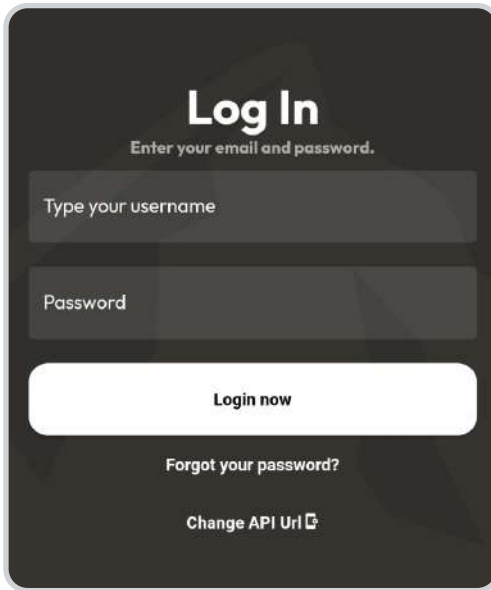 Log In
Enter your email and password.
Type your username
Password
Login now
Forgot your password?
Change API Url